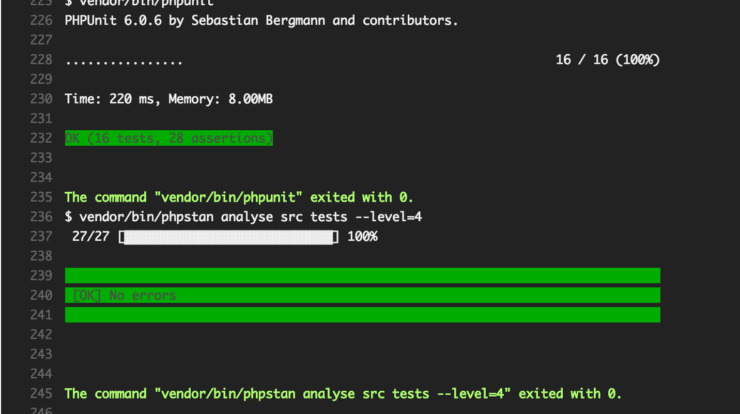 225 $ vendor/bin/phpunit
226 PHPUnit 6.0.6 by Sebastian Bergmann and contributors.
227
228 ................ 16 / 16 (100%)
229
230 Time: 220 ms, Memory: 8.00MB
231
232 OK (16 tests, 28 assertions)
233
234
235 The command "vendor/bin/phpunit" exited with 0.
236 $ vendor/bin/phpstan analyse src tests --level=4
237 27/27 [▓▓▓▓▓▓▓▓▓▓▓▓▓▓▓▓▓▓▓▓▓▓▓▓▓▓▓▓] 100%
238
239
240 [OK] No errors
241
242
243
244
245 The command "vendor/bin/phpstan analyse src tests --level=4" exited with 0.
246